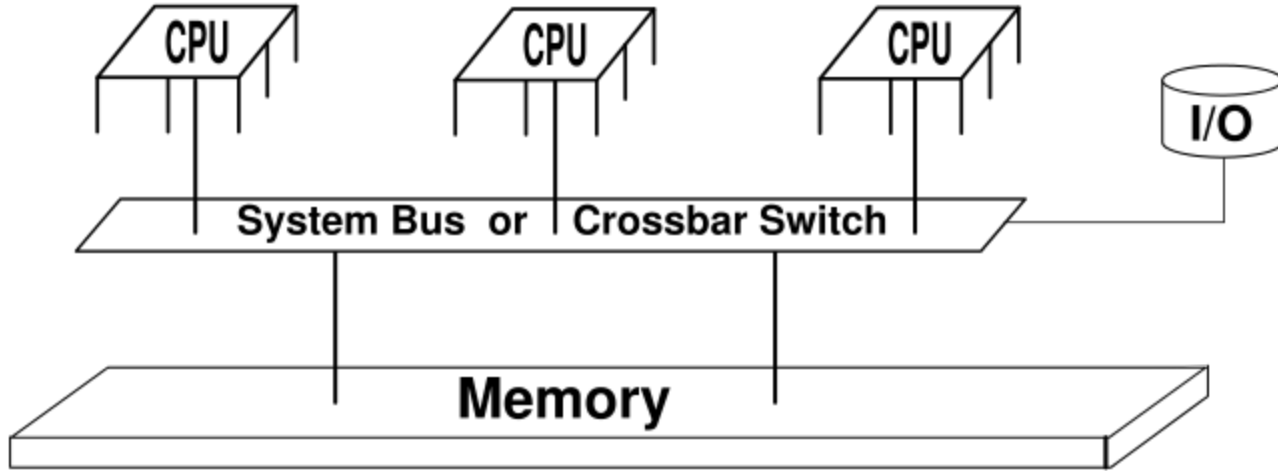 CPU
CPU
CPU
I/O
System Bus or Crossbar Switch
Memory